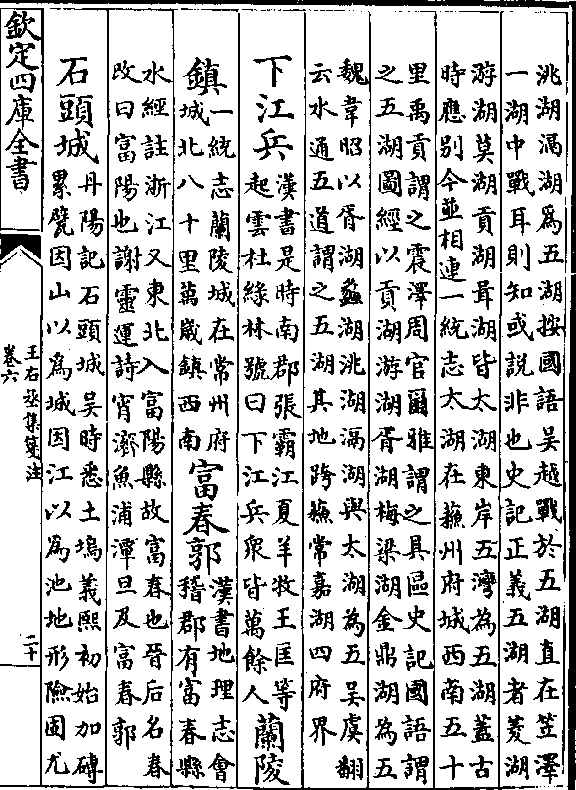 洮湖滆湖為五湖按國語吳越戰於五湖直在笠澤
一湖中戰耳則知或說非也史記正義五湖者菱湖
游湖莫湖貢湖胥湖皆太湖東岸五灣為五湖蓋古
時應別今並相連一統志太湖在蘇州府城西南五十
里禹貢謂之震澤周官爾雅謂之具區史記國語謂
之五湖圖經以貢湖游湖胥湖梅梁湖金鼎湖為五
魏韋昭以胥湖蠡湖洮湖滆湖與太湖為五吳虞翻
云水通五道謂之五湖其地跨蘇常嘉湖四府界
下江兵
漢書是時南郡張霸江夏羊牧王匡等
起雲杜綠林號曰下江兵眾皆萬餘人
蘭陵
鎮
一統志蘭陵城在常州府
城北八十里萬歲鎮西南
富春郭
漢書地理志會
稽郡有富春縣
水經註浙江又東北入富陽縣故富春也晉后名春
改曰富陽也謝靈運詩宵濟魚浦潭旦及富春郭
石頭城
丹陽記石頭城吳時悉土塢義熙初始加磚
累甓因山以為城因江以為池地形險固尤
欽定四庫全書
王右丞集箋注
卷六
二十